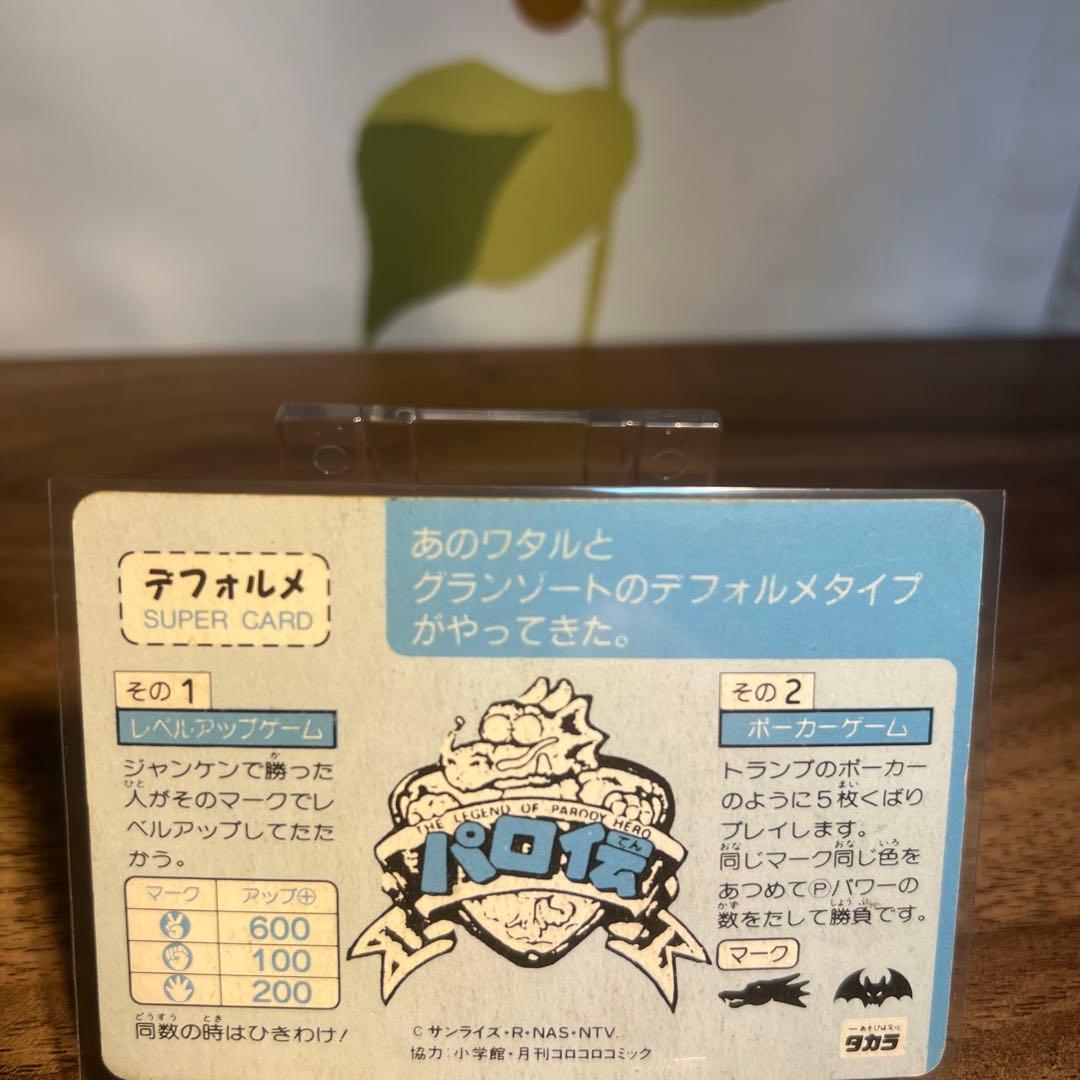 デフォルメ
SUPER CARD
あのワタルと
グランゾートのデフォルメタイプ
がやってきた。
その1
レベルアップゲーム
ジャンケンで勝った
人がそのマークでレ
ベルアップしてたた
かう。
マーク アップ+
600
100
200
同数の時はひきわけ!
THE LEGEND OF PARODY HERO
パロ伝
その2
ポーカーゲーム
トランプのポーカー
のように5枚くばり
プレイします。
同じマーク同じ色を
あつめてⓅパワーの
数をたして勝負です。
マーク
C サンライズ・R・NAS・NTV.
協力:小学館・月刊コロコロコミック
あそびは文化
タカラ